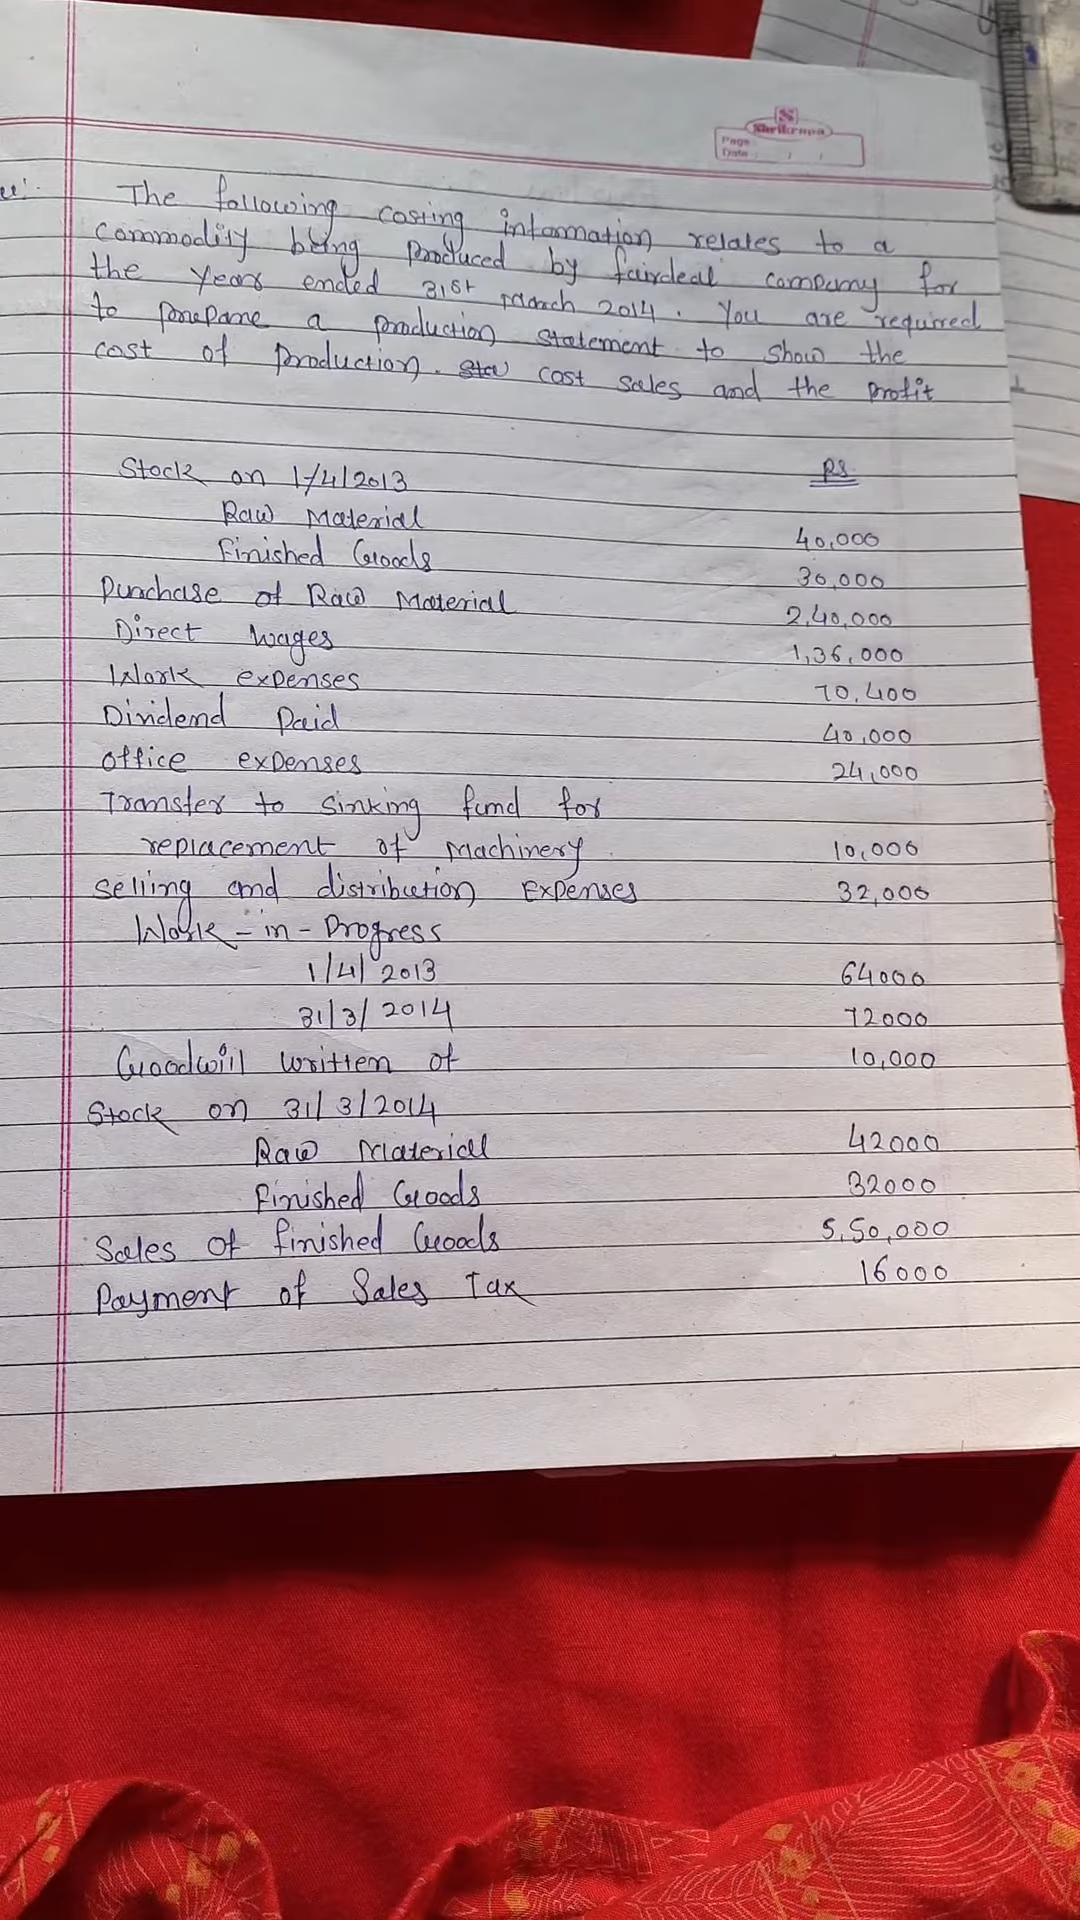 Shrikrupa
Page :
Date : / /
The following costing information relates to a
commodity being produced by fairdeal company for
the years ended 31st March 2014. You are required
to prepare a production statement to show the
cost of production. cost sales and the profit
Stock on 1/4/2013 RS.
Raw Material 40,000
Finished Goods 30,000
Purchase of Raw Material 2,40,000
Direct wages 1,36,000
Work expenses 70,400
Dividend Paid 40,000
office expenses 24,000
Transfer to sinking fund for
replacement of Machinery 10,000
selling and distribution Expenses 32,000
Work-in-Progress
1/4/2013 64000
31/3/2014 72000
Goodwill written of 10,000
Stock on 31/3/2014
Raw Material 42000
Finished Goods 32000
Sales of finished Goods 5,50,000
Payment of Sales Tax 16000